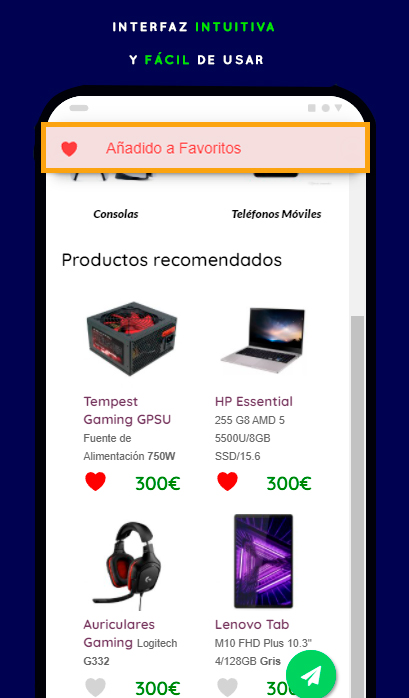 INTERFAZ INTUITIVA
Y FÁCIL DE USAR
Añadido a Favoritos
Consolas
Teléfonos Móviles
Productos recomendados
Tempest
Gaming GPSU
Fuente de
Alimentación 750W
300€
HP Essential
255 G8 AMD 5
5500U/8GB
SSD/15.6
300€
Auriculares
Gaming Logitech
G332
300€
Lenovo Tab
M10 FHD Plus 10.3"
4/128GB Gris
300€